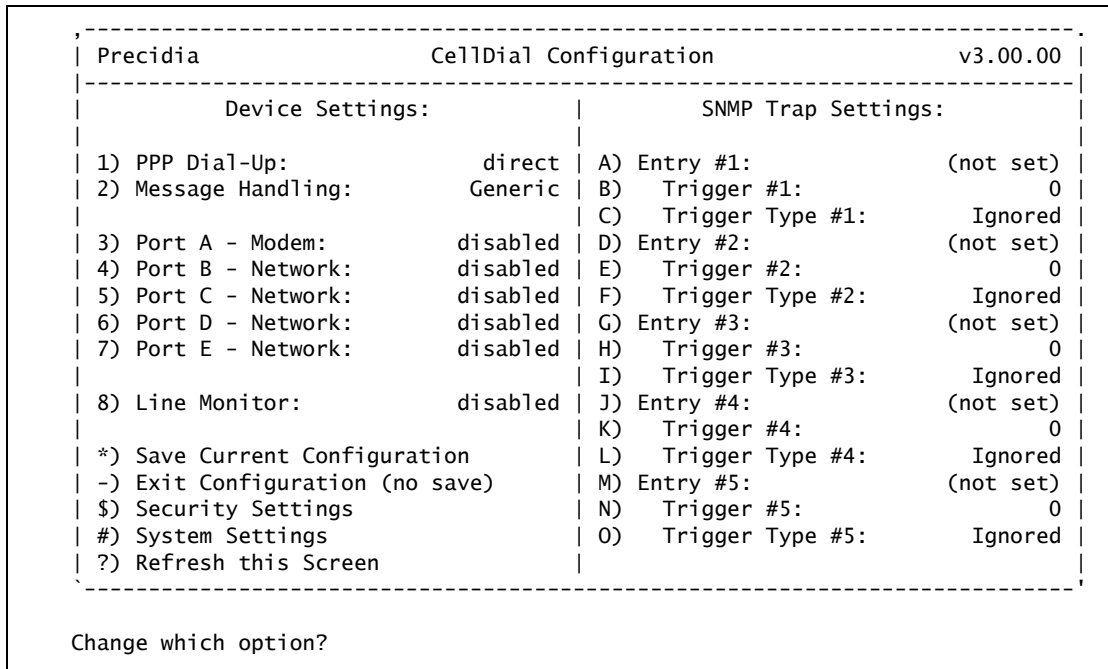 ,---------------------------------------------------------------------------.
| Precidia                  CellDial Configuration                  v3.00.00 |
|---------------------------------------------------------------------------|
|           Device Settings:            |         SNMP Trap Settings:        |
|                                       |                                    |
| 1) PPP Dial-Up:               direct | A) Entry #1:               (not set) |
| 2) Message Handling:         Generic | B)   Trigger #1:                   0 |
|                                      | C)   Trigger Type #1:        Ignored |
| 3) Port A - Modem:          disabled | D) Entry #2:               (not set) |
| 4) Port B - Network:        disabled | E)   Trigger #2:                   0 |
| 5) Port C - Network:        disabled | F)   Trigger Type #2:        Ignored |
| 6) Port D - Network:        disabled | G) Entry #3:               (not set) |
| 7) Port E - Network:        disabled | H)   Trigger #3:                   0 |
|                                      | I)   Trigger Type #3:        Ignored |
| 8) Line Monitor:            disabled | J) Entry #4:               (not set) |
|                                      | K)   Trigger #4:                   0 |
| *) Save Current Configuration        | L)   Trigger Type #4:        Ignored |
| -) Exit Configuration (no save)      | M) Entry #5:               (not set) |
| $) Security Settings                 | N)   Trigger #5:                   0 |
| #) System Settings                   | O)   Trigger Type #5:        Ignored |
| ?) Refresh this Screen               |                                      |
`---------------------------------------------------------------------------'
Change which option?